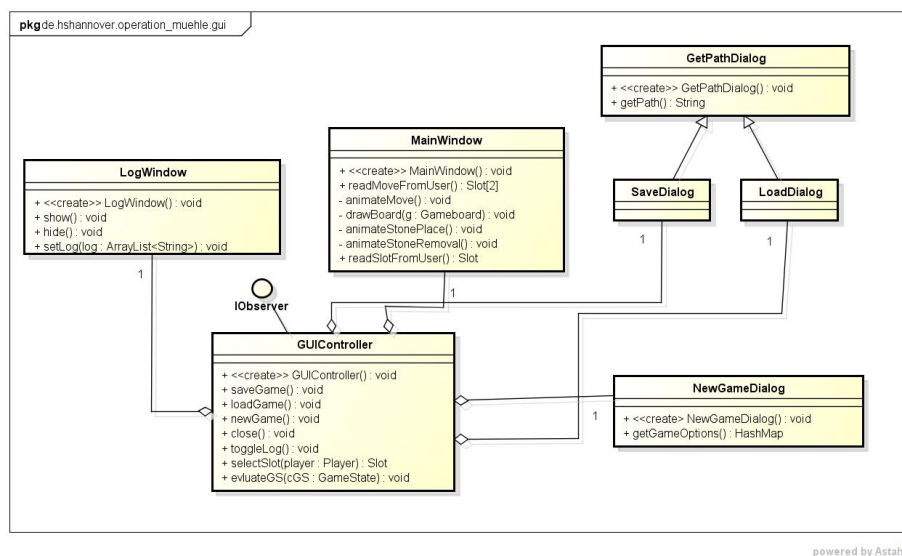 pkg de.hshannover.operation_muehle.gui
GetPathDialog
+ <<create>> GetPathDialog() : void
+ getPath() : String
MainWindow
+ <<create>> MainWindow() : void
+ readMoveFromUser() : Slot[2]
- animateMove() : void
- drawBoard(g : Gameboard) : void
- animateStonePlace() : void
- animateStoneRemoval() : void
+ readSlotFromUser() : Slot
LogWindow
+ <<create>> LogWindow() : void
+ show() : void
+ hide() : void
+ setLog(log : ArrayList<String>) : void
SaveDialog
LoadDialog
1
1
1
1
IObserver
GUIController
+ <<create>> GUIController() : void
+ saveGame() : void
+ loadGame() : void
+ newGame() : void
+ close() : void
+ toggleLog() : void
+ selectSlot(player : Player) : Slot
+ evluateGS(cGS : GameState) : void
NewGameDialog
+ <<create> NewGameDialog() : void
+ getGameOptions() : HashMap
1
powered by Astah